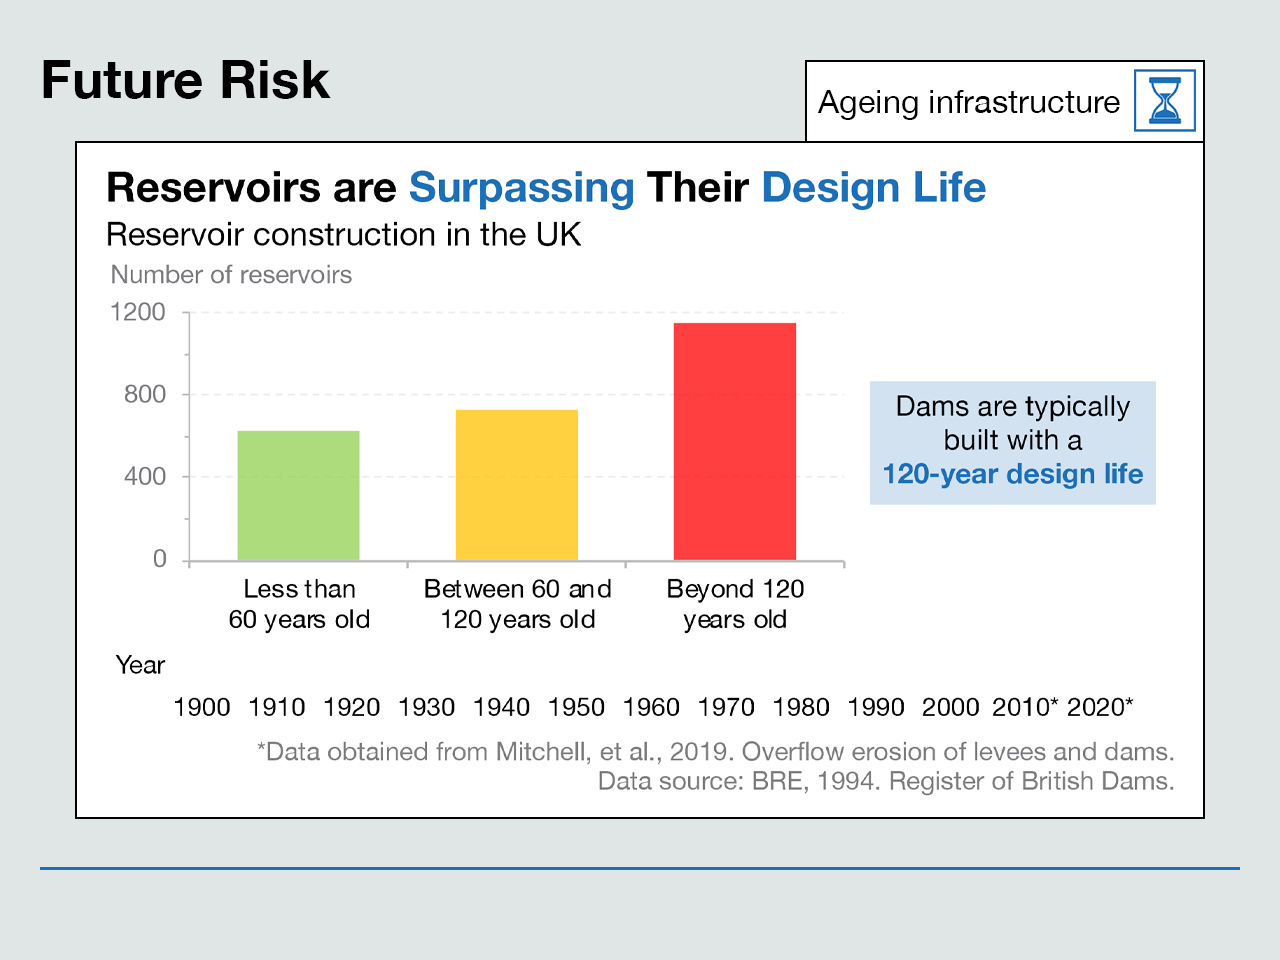 Future Risk
Ageing infrastructure
Reservoirs are Surpassing Their Design Life
Reservoir construction in the UK
Number of reservoirs
1200
800
400
0
Less than
60 years old
Between 60 and
120 years old
Beyond 120
years old
Dams are typically
built with a
120-year design life
Year
1900 1910 1920 1930 1940 1950 1960 1970 1980 1990 2000 2010* 2020*
*Data obtained from Mitchell, et al., 2019. Overflow erosion of levees and dams.
Data source: BRE, 1994. Register of British Dams.